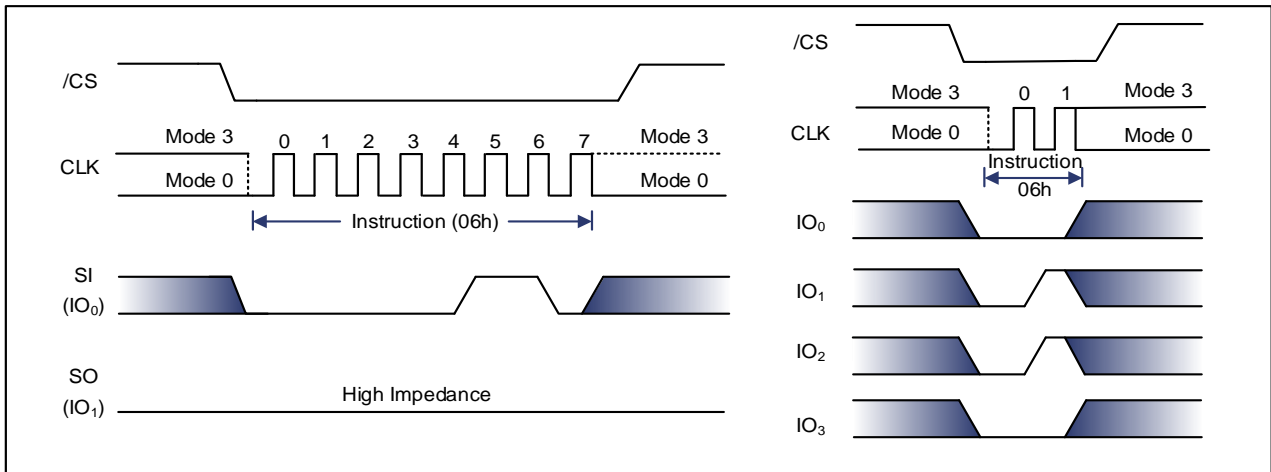 /CS
Mode 3 0 1 2 3 4 5 6 7 Mode 3
CLK
Mode 0 Mode 0
Instruction (06h)
SI
(IO₀)
High Impedance
SO
(IO₁)
/CS
Mode 3 0 1 Mode 3
CLK
Mode 0 Mode 0
Instruction
06h
IO₀
IO₁
IO₂
IO₃